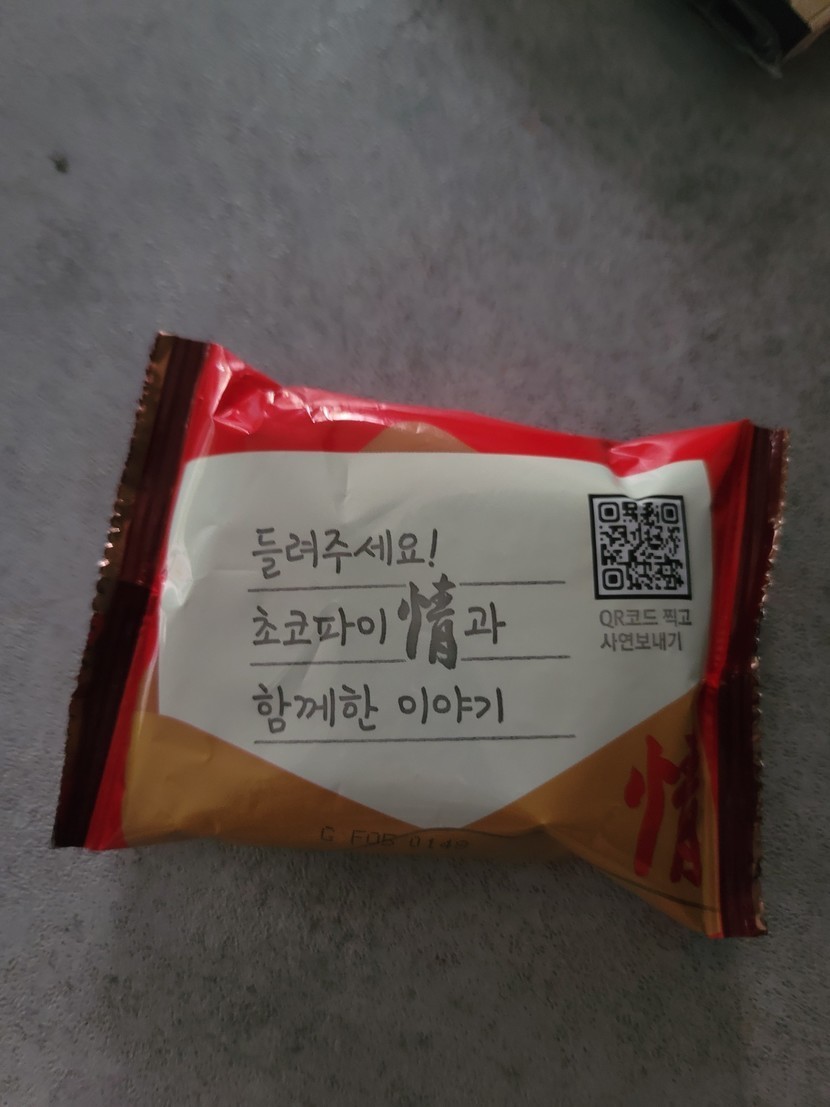 들려주세요!
초코파이 情과
함께한 이야기
QR코드 찍고
사연보내기
情